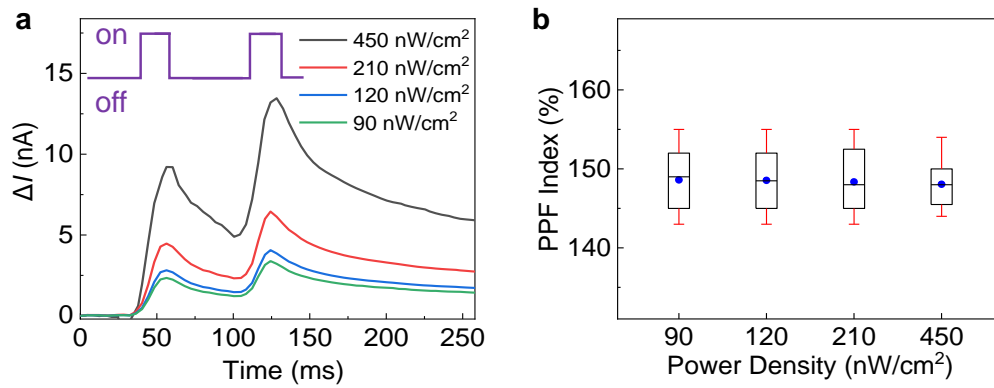 a
on
off
450 nW/cm²
210 nW/cm²
120 nW/cm²
90 nW/cm²
15
10
5
0
ΔI (nA)
0 50 100 150 200 250
Time (ms)
b
160
150
140
PPF Index (%)
90 120 210 450
Power Density (nW/cm²)